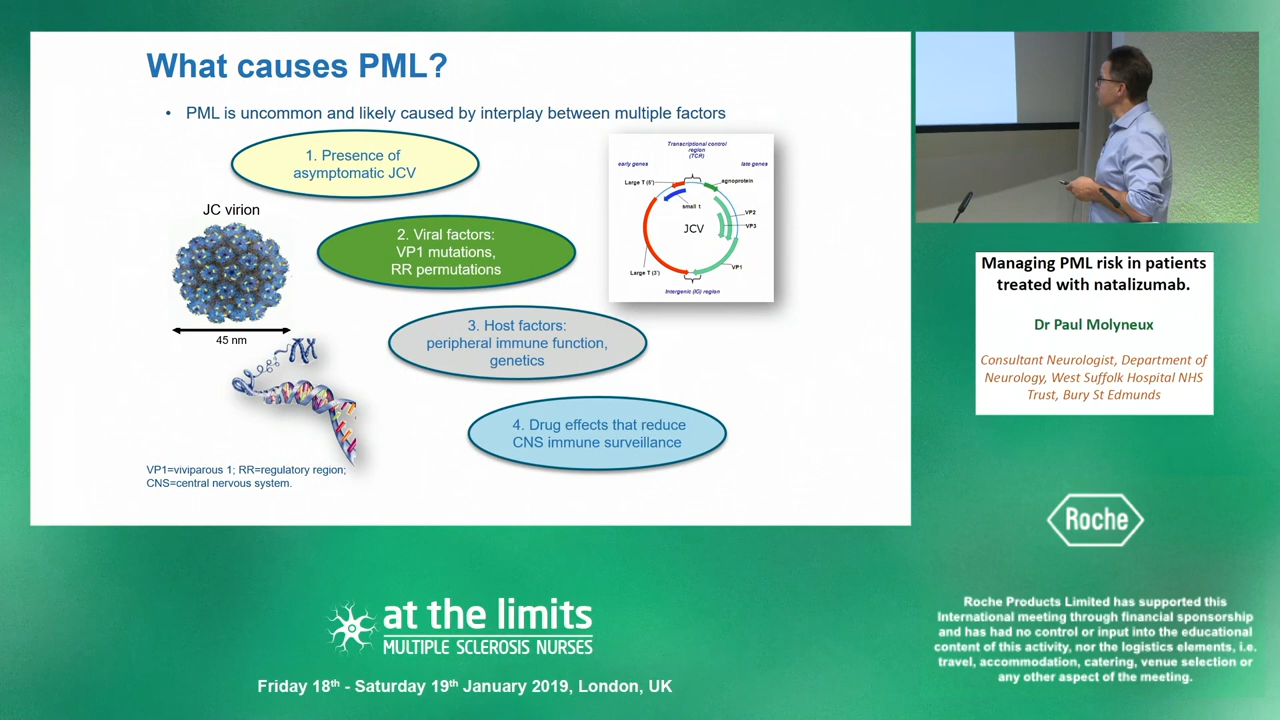 What causes PML?
• PML is uncommon and likely caused by interplay between multiple factors
1. Presence of
asymptomatic JCV
JC virion
2. Viral factors:
VP1 mutations,
RR permutations
45 nm
3. Host factors:
peripheral immune function,
genetics
4. Drug effects that reduce
CNS immune surveillance
VP1=viviparous 1; RR=regulatory region;
CNS=central nervous system.
Transcriptional control
region
(TCR)
early genes
late genes
Large T (5')
agnoprotein
small t
VP2
VP3
JCV
VP1
Large T (3')
Intergenic (IG) region
Managing PML risk in patients
treated with natalizumab.
Dr Paul Molyneux
Consultant Neurologist, Department of
Neurology, West Suffolk Hospital NHS
Trust, Bury St Edmunds
Roche
Roche Products Limited has supported this
International meeting through financial sponsorship
and has had no control or input into the educational
content of this activity, nor the logistics elements, i.e.
travel, accommodation, catering, venue selection or
any other aspect of the meeting.
at the limits
MULTIPLE SCLEROSIS NURSES
Friday 18th - Saturday 19th January 2019, London, UK